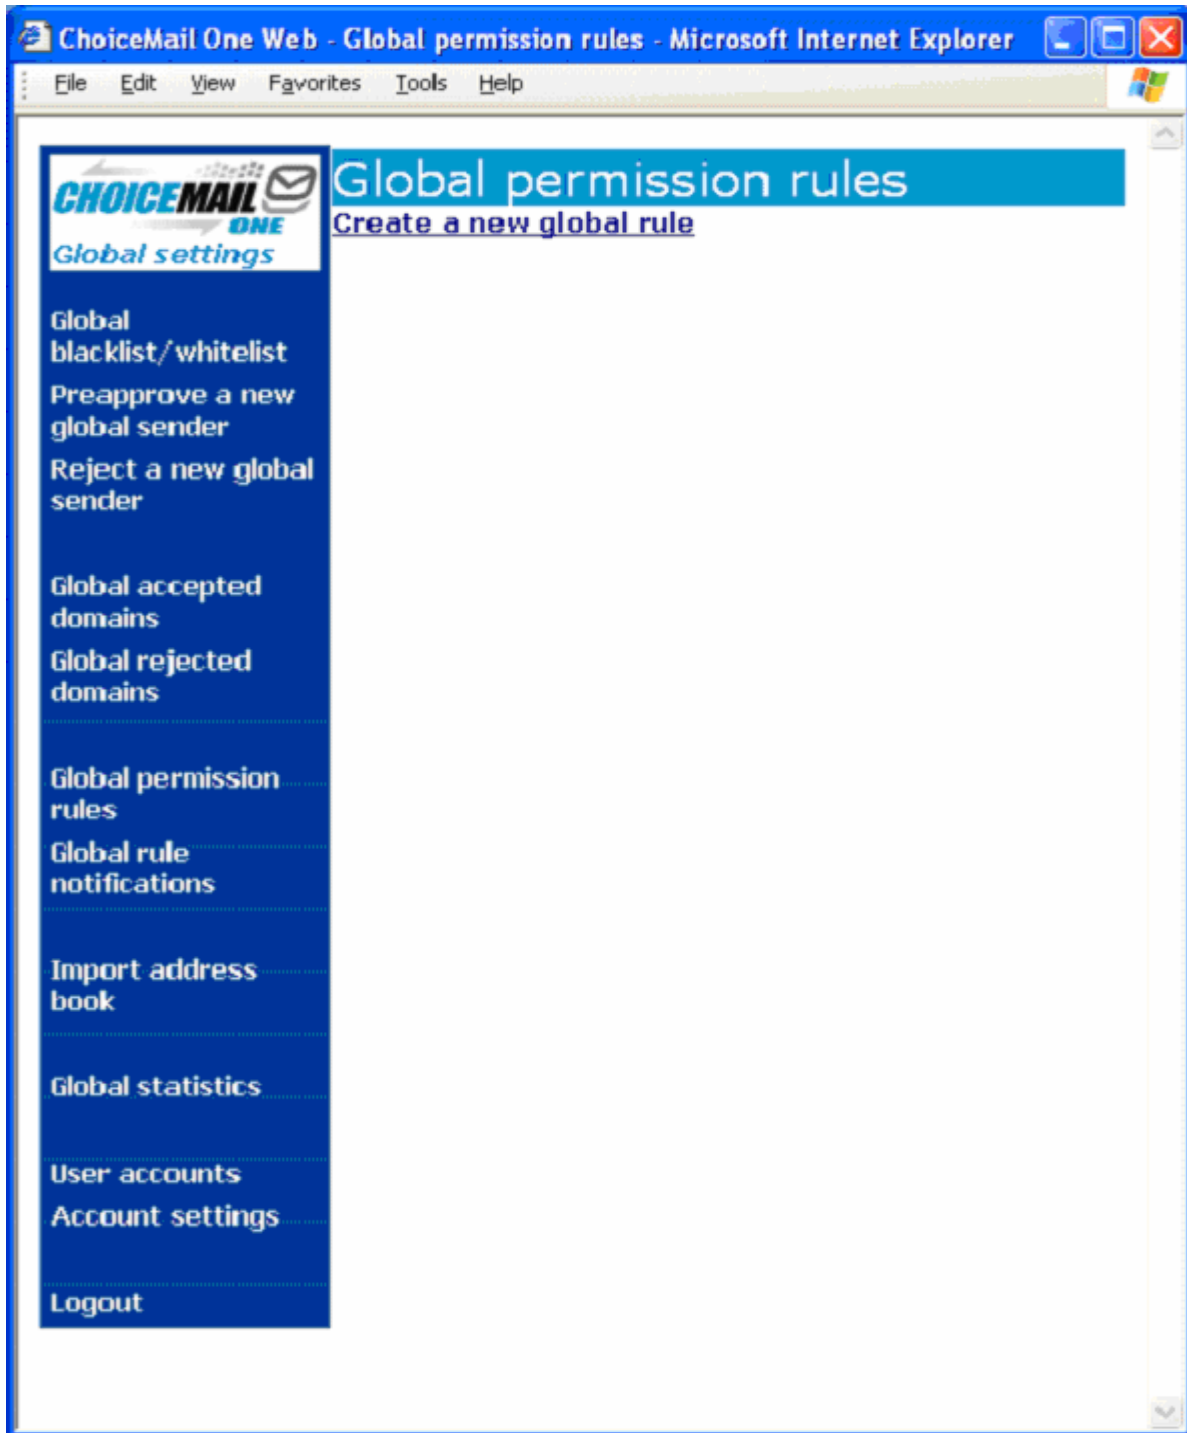 ChoiceMail One Web - Global permission rules - Microsoft Internet Explorer
File Edit View Favorites Tools Help
CHOICEMAIL
ONE
Global settings
Global permission rules
Create a new global rule
Global
blacklist/whitelist
Preapprove a new
global sender
Reject a new global
sender
Global accepted
domains
Global rejected
domains
Global permission
rules
Global rule
notifications
Import address
book
Global statistics
User accounts
Account settings
Logout